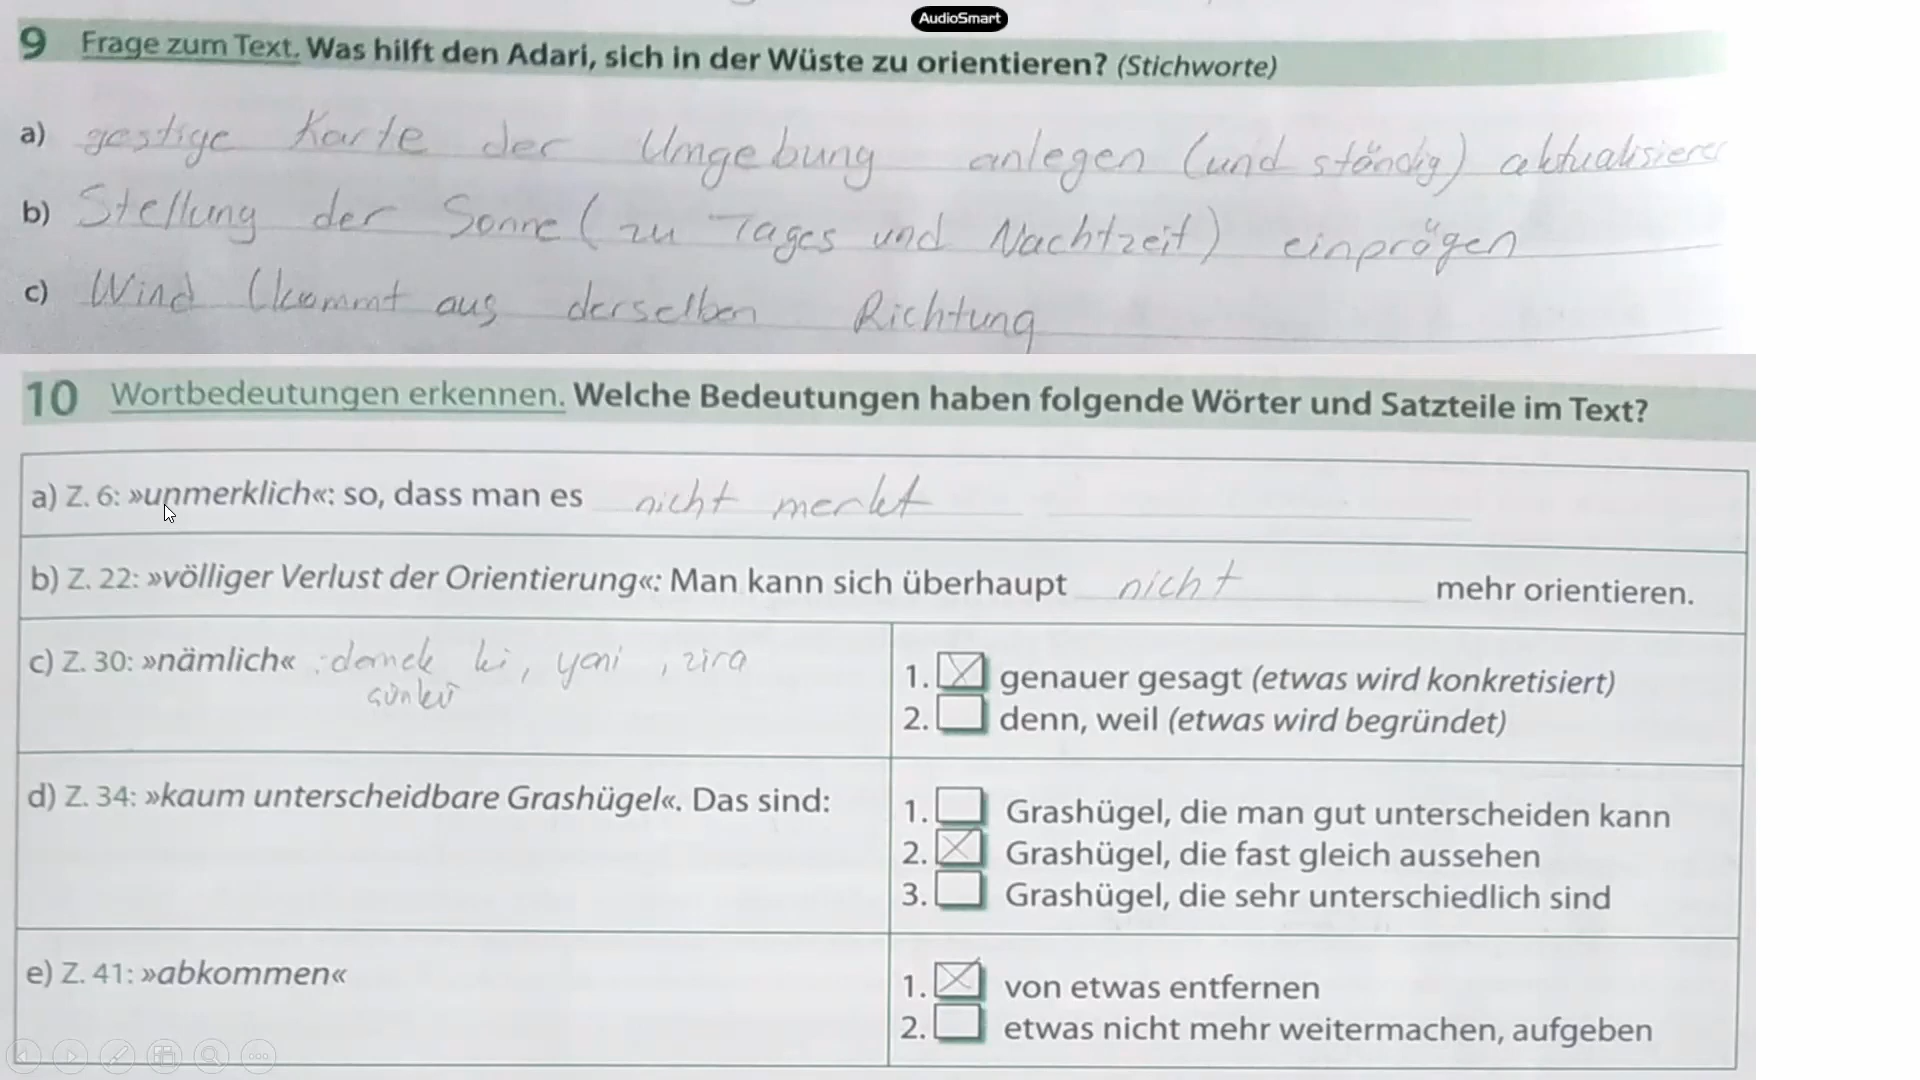 AudioSmart
9 Frage zum Text. Was hilft den Adari, sich in der Wüste zu orientieren? (Stichworte)
a) gestige Karte der Umgebung anlegen (und ständig) aktualisieren
b) Stellung der Sonne (zu Tages und Nachtzeit) einprägen
c) Wind (kommt aus derselben Richtung
10 Wortbedeutungen erkennen. Welche Bedeutungen haben folgende Wörter und Satzteile im Text?
a) Z. 6: »unmerklich«: so, dass man es nicht merkt
b) Z. 22: »völliger Verlust der Orientierung«: Man kann sich überhaupt nicht mehr orientieren.
c) Z. 30: »nämlich« : demek ki, yani, zira
çünkü
1. genauer gesagt (etwas wird konkretisiert)
2. denn, weil (etwas wird begründet)
d) Z. 34: »kaum unterscheidbare Grashügel«. Das sind:
1. Grashügel, die man gut unterscheiden kann
2. Grashügel, die fast gleich aussehen
3. Grashügel, die sehr unterschiedlich sind
e) Z. 41: »abkommen«
1. von etwas entfernen
2. etwas nicht mehr weitermachen, aufgeben